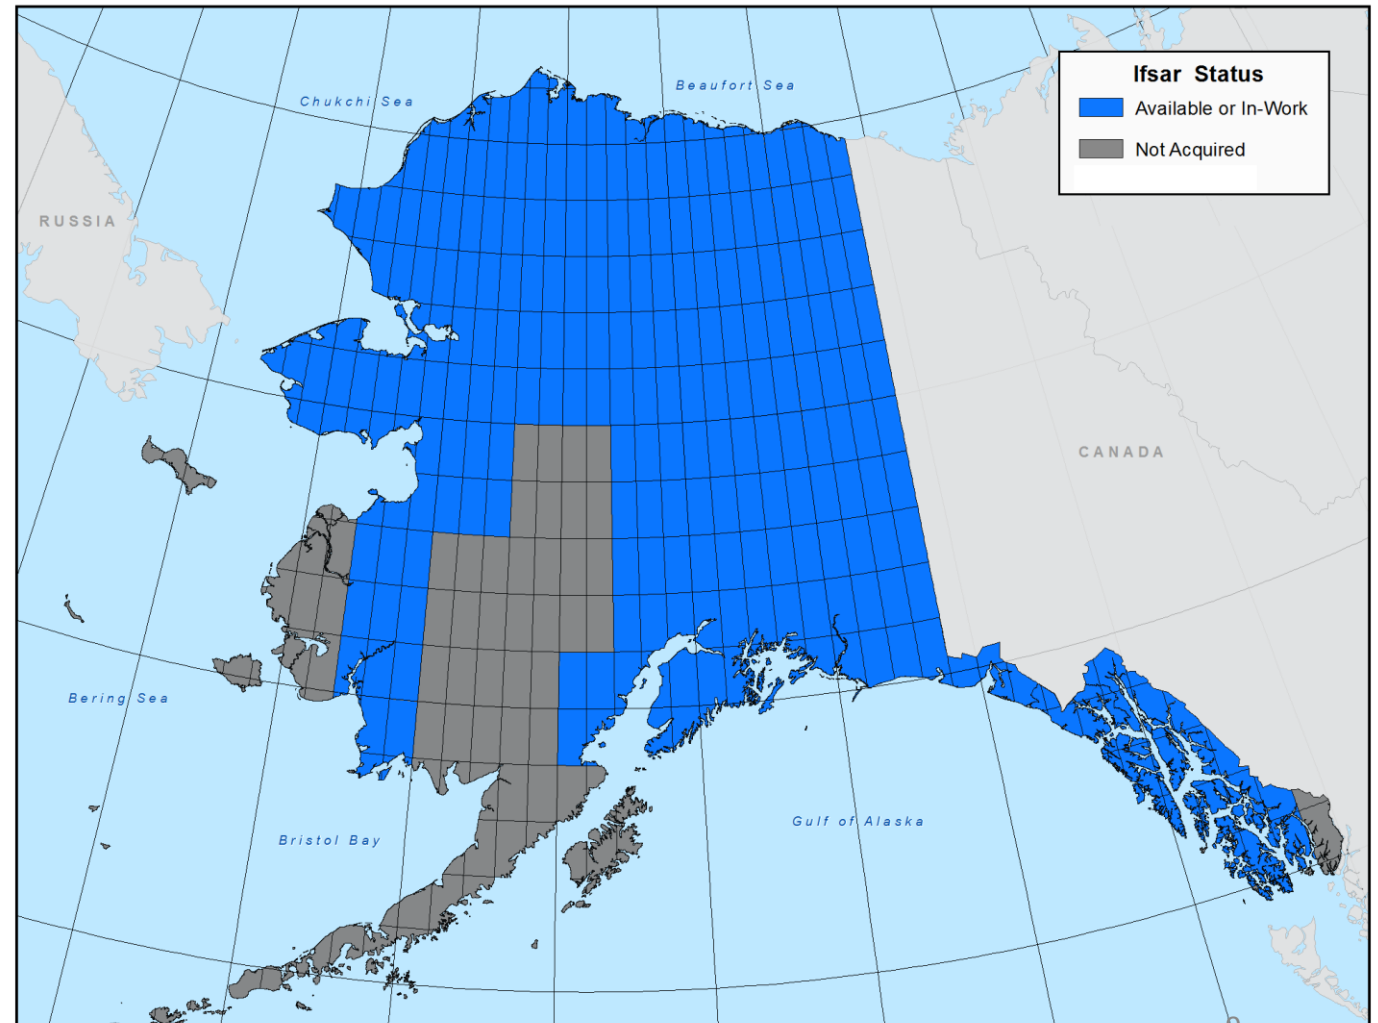 Ifsar Status
Available or In-Work
Not Acquired
Beaufort Sea
Chukchi Sea
RUSSIA
CANADA
Bering Sea
Gulf of Alaska
Bristol Bay